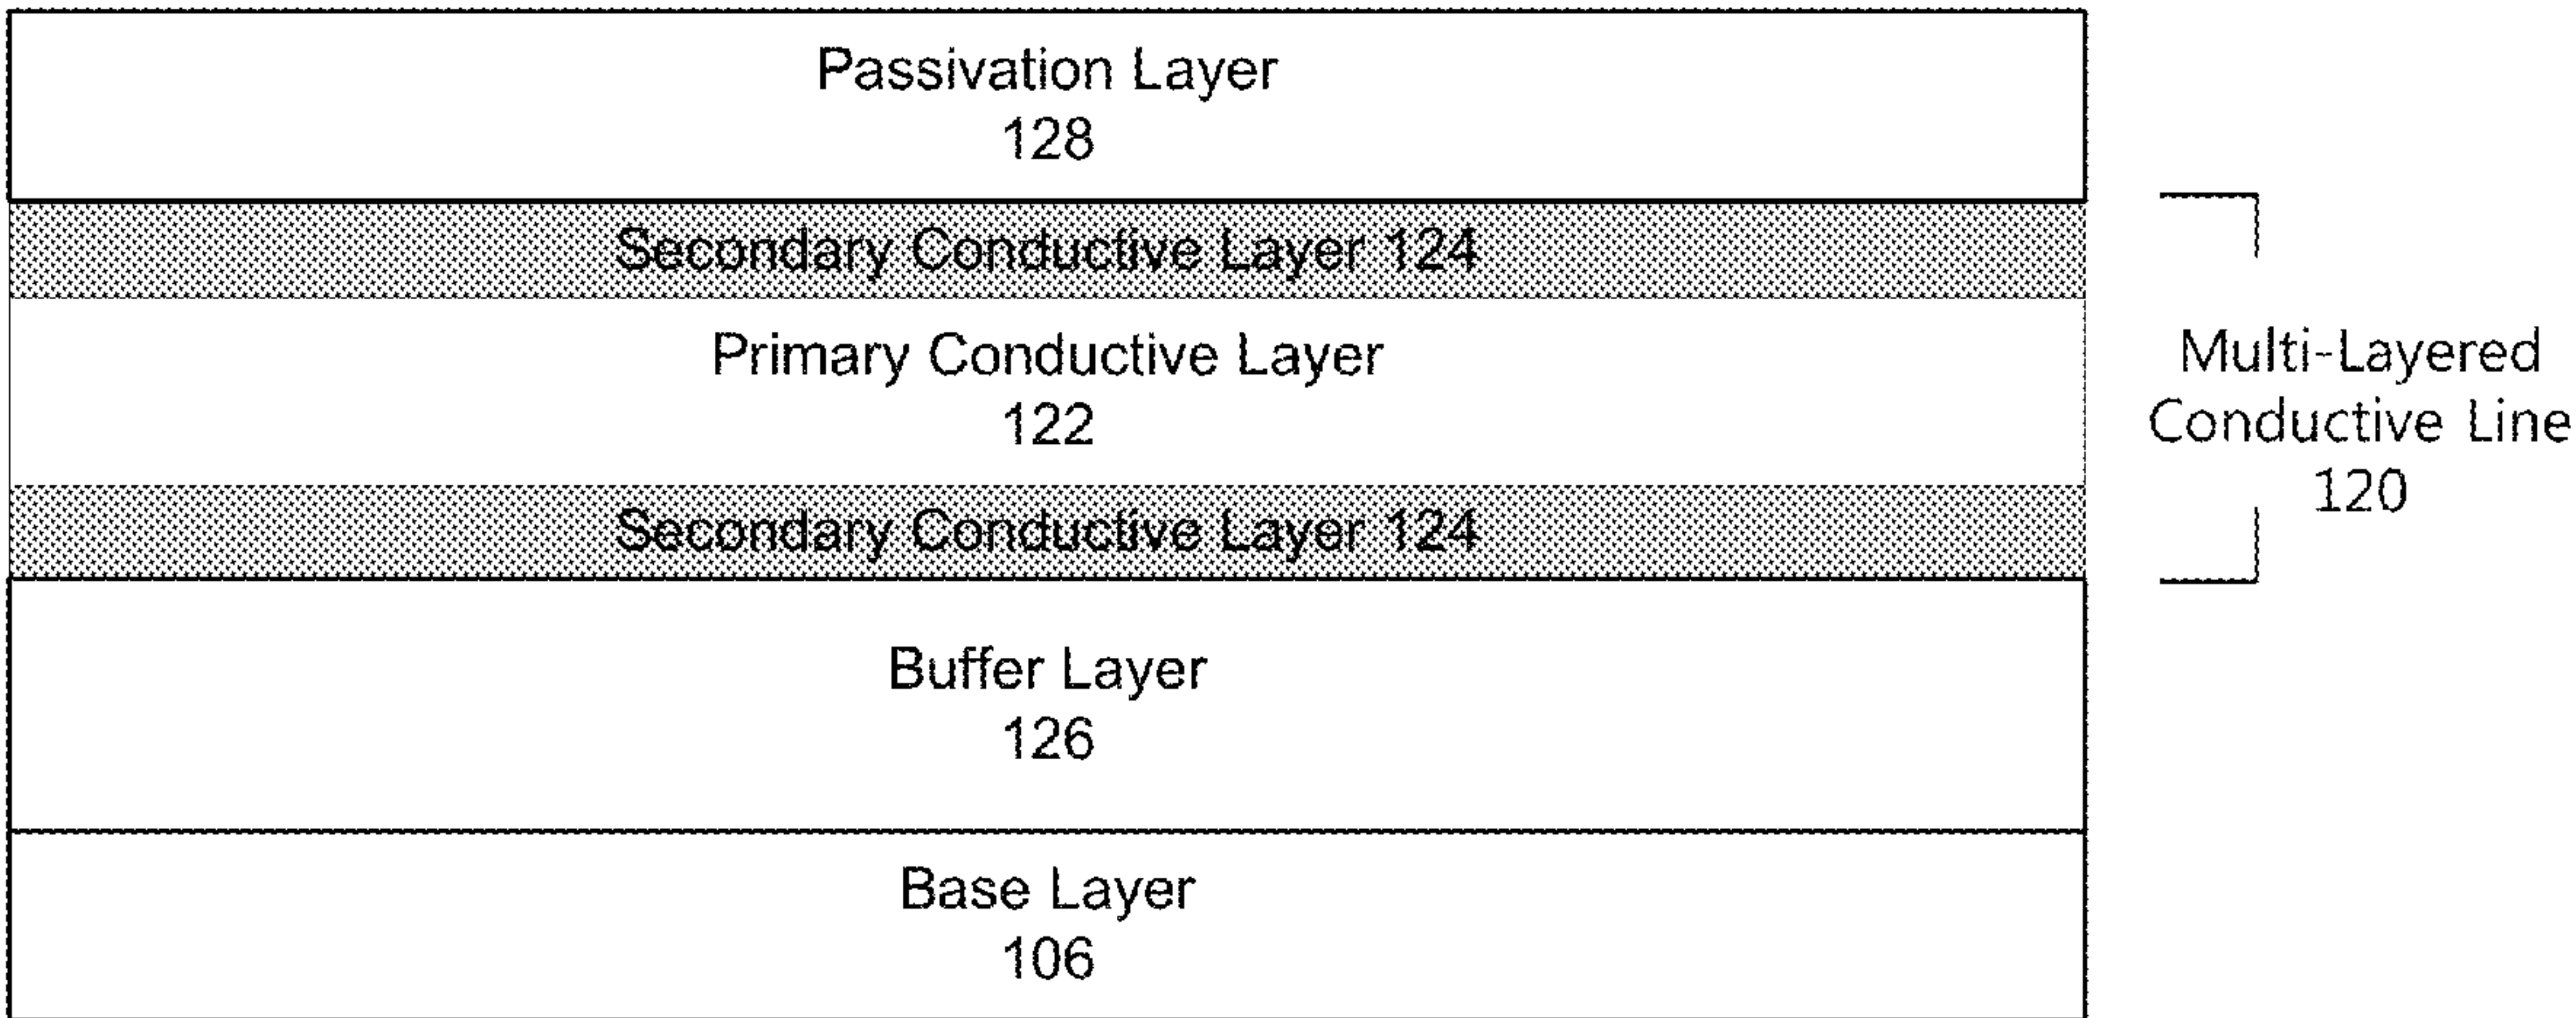 Passivation Layer
128
Secondary Conductive Layer 124
Primary Conductive Layer
122
Secondary Conductive Layer 124
Multi-Layered
Conductive Line
120
Buffer Layer
126
Base Layer
106